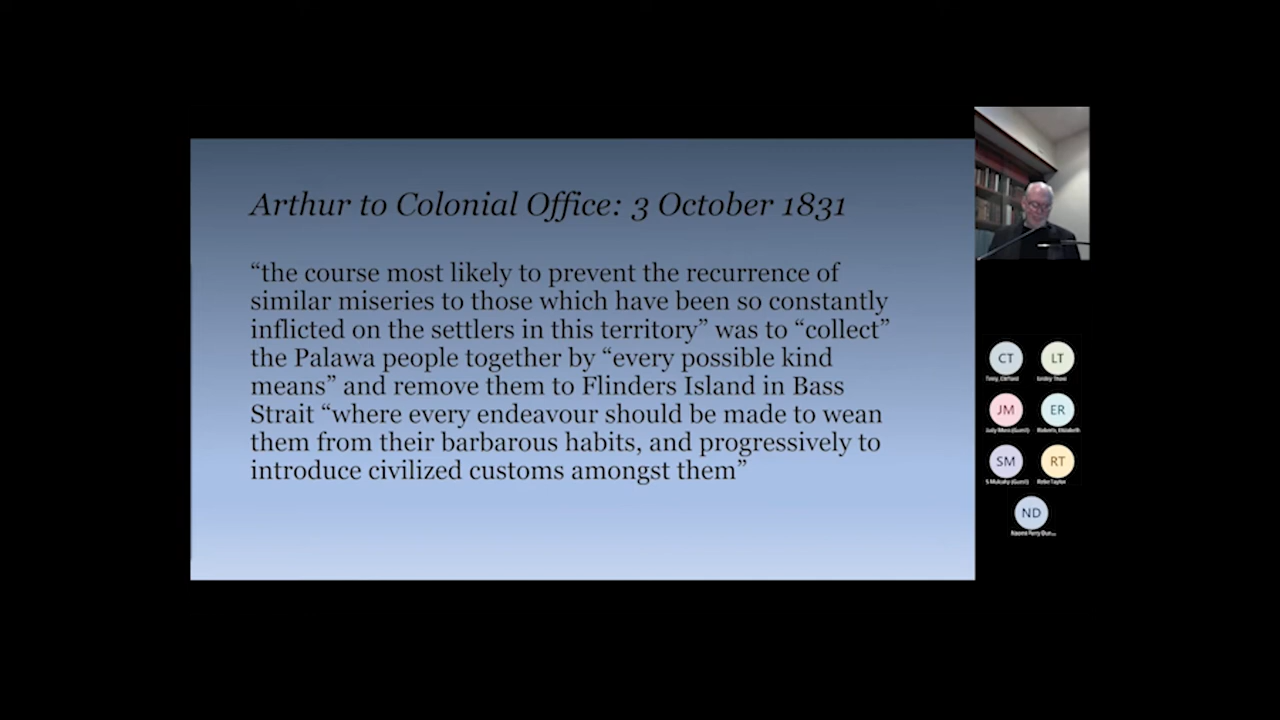 Arthur to Colonial Office: 3 October 1831
“the course most likely to prevent the recurrence of
similar miseries to those which have been so constantly
inflicted on the settlers in this territory” was to “collect”
the Palawa people together by “every possible kind
means” and remove them to Flinders Island in Bass
Strait “where every endeavour should be made to wean
them from their barbarous habits, and progressively to
introduce civilized customs amongst them”
CT
LT
JM
ER
Roberts, Elizabeth
SM
RT
S Mulcahy (Guest)
ND